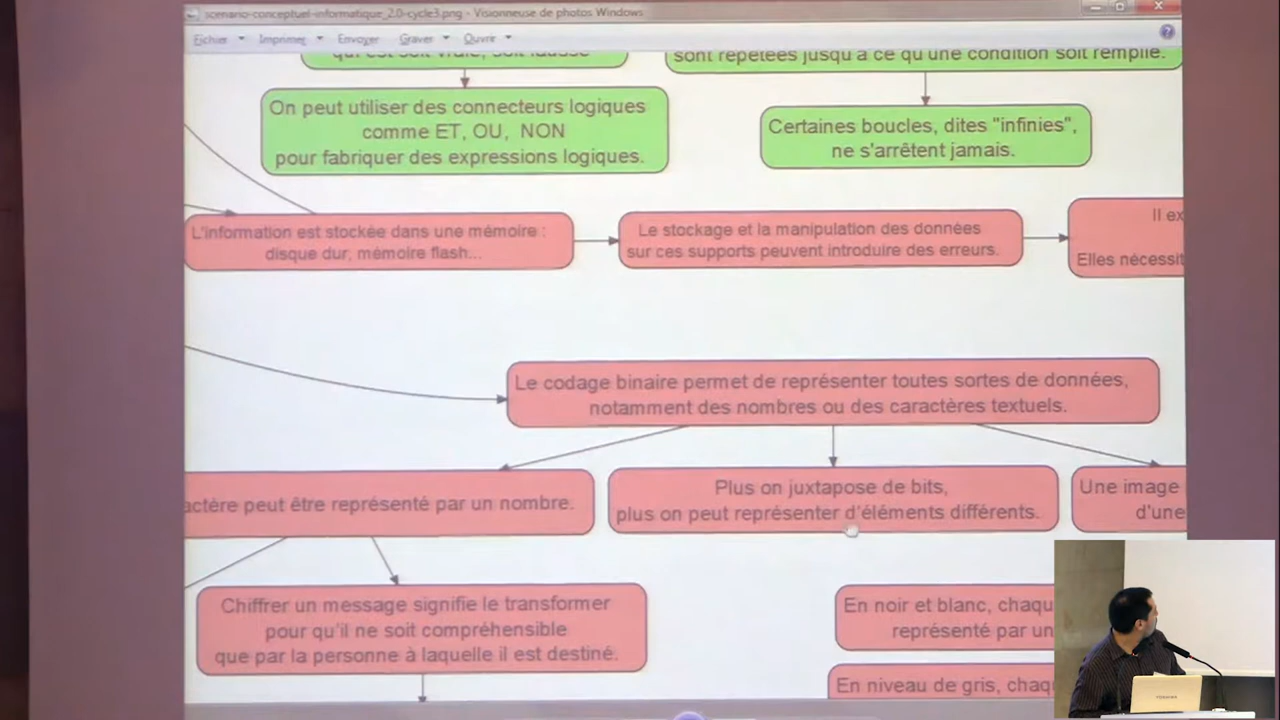 scenario-conceptuel-informatique_2.0-cycle3.png - Visionneuse de photos Windows
Fichier Imprimer Envoyer Graver Ouvrir
qui est soit vraie, soit fausse
sont répétées jusqu'à ce qu'une condition soit remplie.
On peut utiliser des connecteurs logiques
comme ET, OU, NON
pour fabriquer des expressions logiques.
Certaines boucles, dites "infinies",
ne s'arrêtent jamais.
L'information est stockée dans une mémoire :
disque dur, mémoire flash...
Le stockage et la manipulation des données
sur ces supports peuvent introduire des erreurs.
Il ex
Elles nécessit
Le codage binaire permet de représenter toutes sortes de données,
notamment des nombres ou des caractères textuels.
actère peut être représenté par un nombre.
Plus on juxtapose de bits,
plus on peut représenter d'éléments différents.
Une image
d'une
Chiffrer un message signifie le transformer
pour qu'il ne soit compréhensible
que par la personne à laquelle il est destiné.
En noir et blanc, chaqu
représenté par un
En niveau de gris, chaq
TOSHIBA